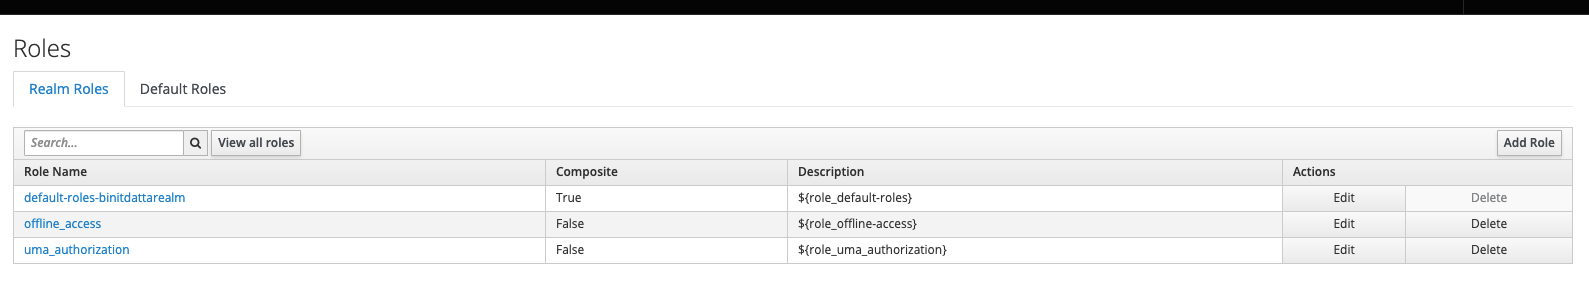 Roles
Realm Roles Default Roles
Search... View all roles Add Role
Role Name Composite Description Actions
default-roles-binitdattarealm True ${role_default-roles} Edit Delete
offline_access False ${role_offline-access} Edit Delete
uma_authorization False ${role_uma_authorization} Edit Delete